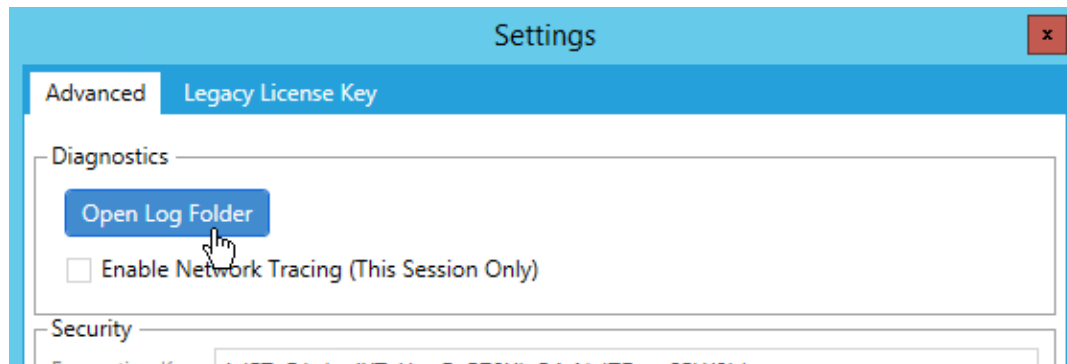 Settings
x
Advanced Legacy License Key
Diagnostics
Open Log Folder
Enable Network Tracing (This Session Only)
Security